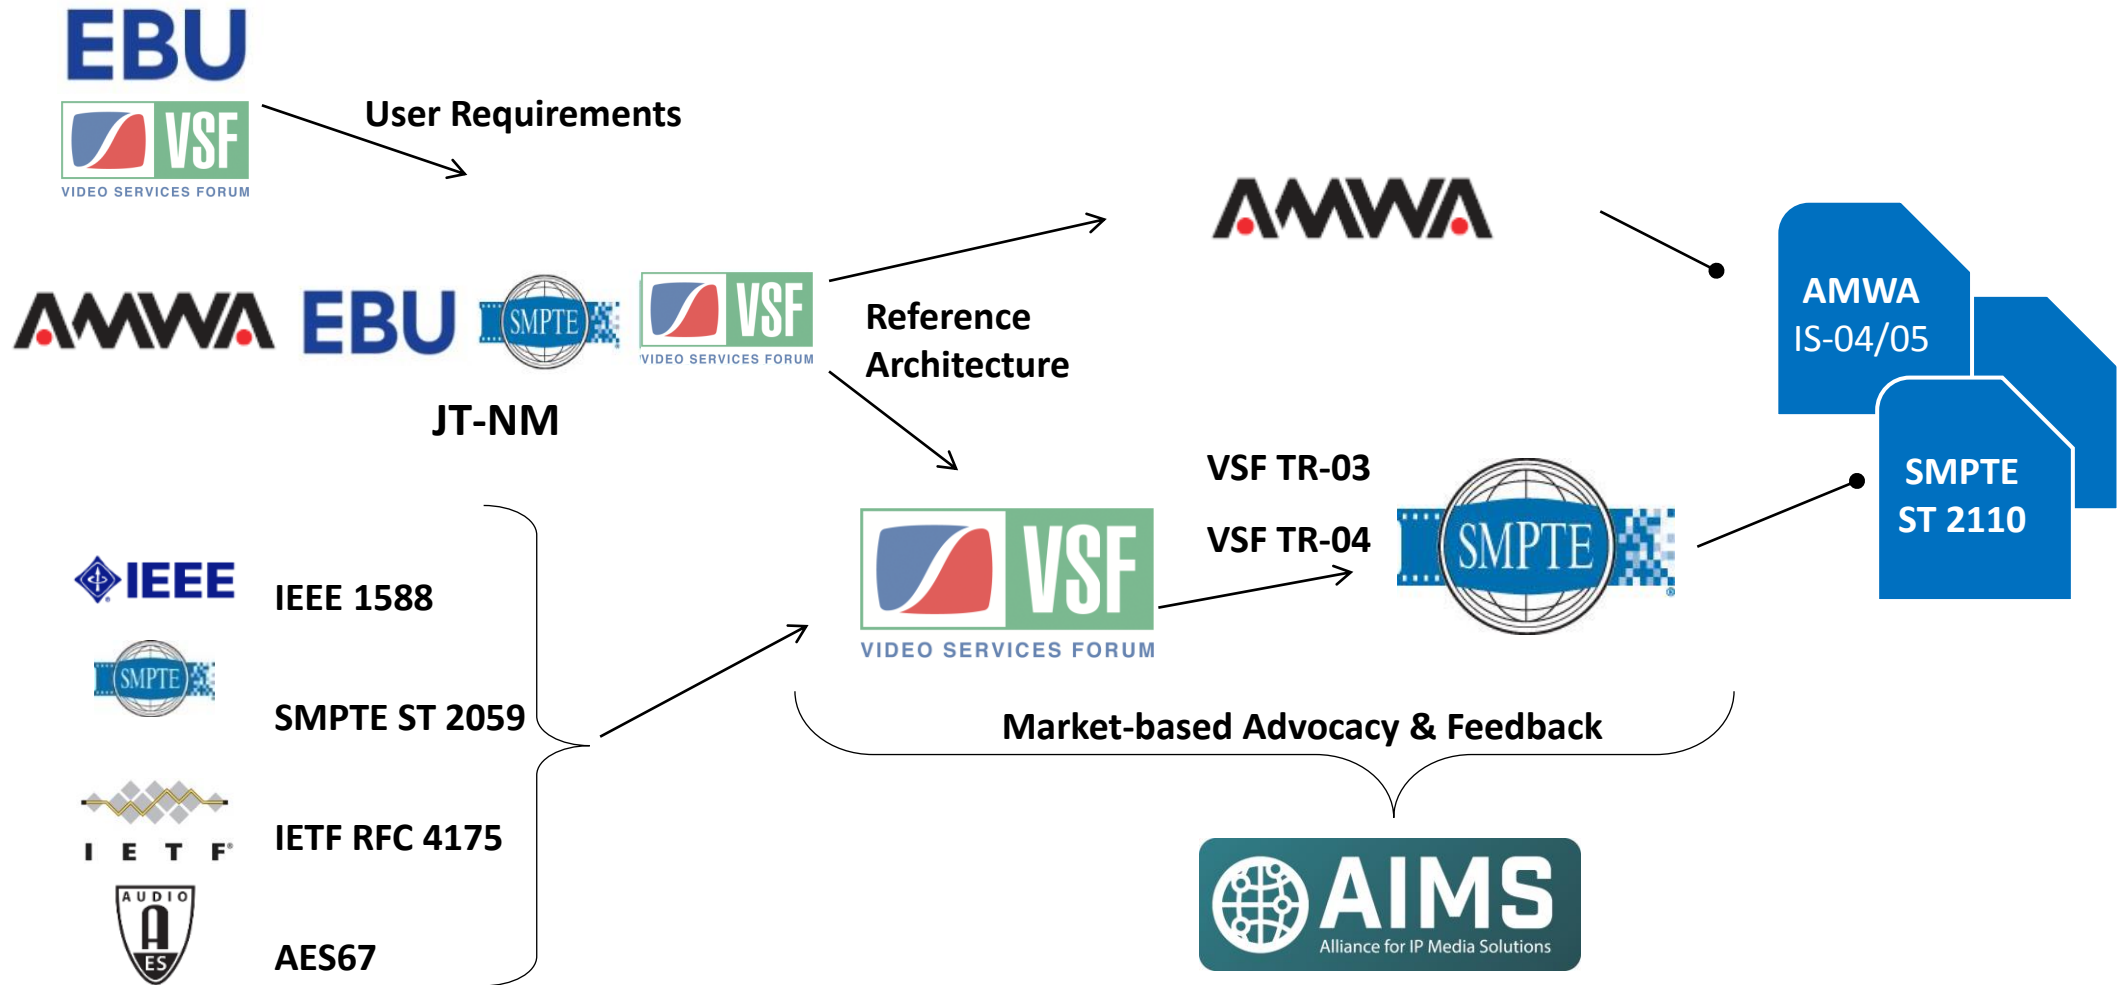 EBU
VSF
VIDEO SERVICES FORUM
User Requirements
AMWA
EBU
SMPTE
VSF
VIDEO SERVICES FORUM
JT-NM
Reference
Architecture
AMWA
AMWA
IS-04/05
SMPTE
ST 2110
VSF TR-03
VSF TR-04
VSF
VIDEO SERVICES FORUM
SMPTE
®
IEEE
IEEE 1588
SMPTE
SMPTE ST 2059
I E T F®
IETF RFC 4175
AUDIO
A
ES
AES67
Market-based Advocacy & Feedback
AIMS
Alliance for IP Media Solutions